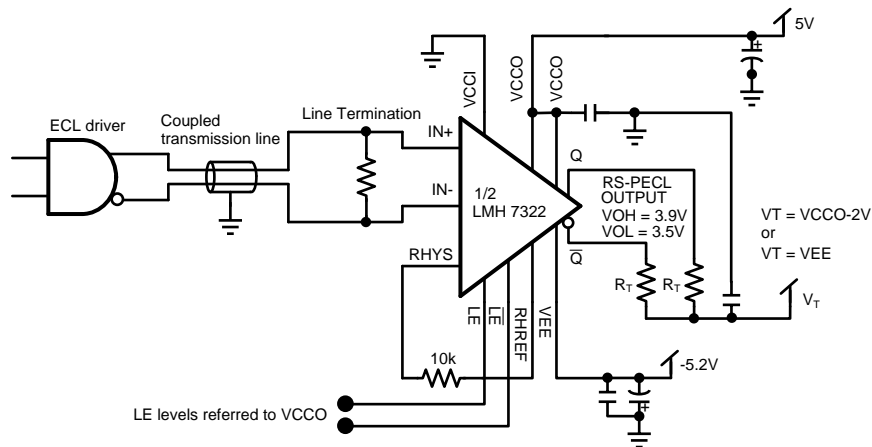 5V
VCCI
VCCO
VCCO
ECL driver
Coupled
transmission line
Line Termination
IN+
IN-
1/2
LMH 7322
RHYS
Q
RS-PECL
OUTPUT
VOH = 3.9V
VOL = 3.5V
Q̅
VT = VCCO-2V
or
VT = VEE
RT
RT
VT
LE
L̅E̅
RHREF
VEE
10k
-5.2V
LE levels referred to VCCO
+
+